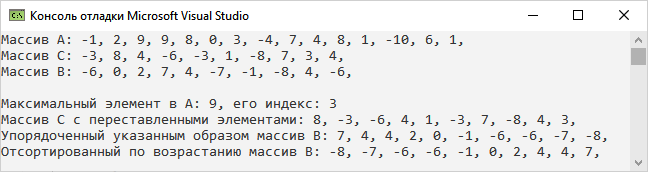 Консоль отладки Microsoft Visual Studio
Массив A: -1, 2, 9, 9, 8, 0, 3, -4, 7, 4, 8, 1, -10, 6, 1,
Массив C: -3, 8, 4, -6, -3, 1, -8, 7, 3, 4,
Массив B: -6, 0, 2, 7, 4, -7, -1, -8, 4, -6,
Максимальный элемент в A: 9, его индекс: 3
Массив C с переставленными элементами: 8, -3, -6, 4, 1, -3, 7, -8, 4, 3,
Упорядоченный указанным образом массив B: 7, 4, 4, 2, 0, -1, -6, -6, -7, -8,
Отсортированный по возрастанию массив B: -8, -7, -6, -6, -1, 0, 2, 4, 4, 7,